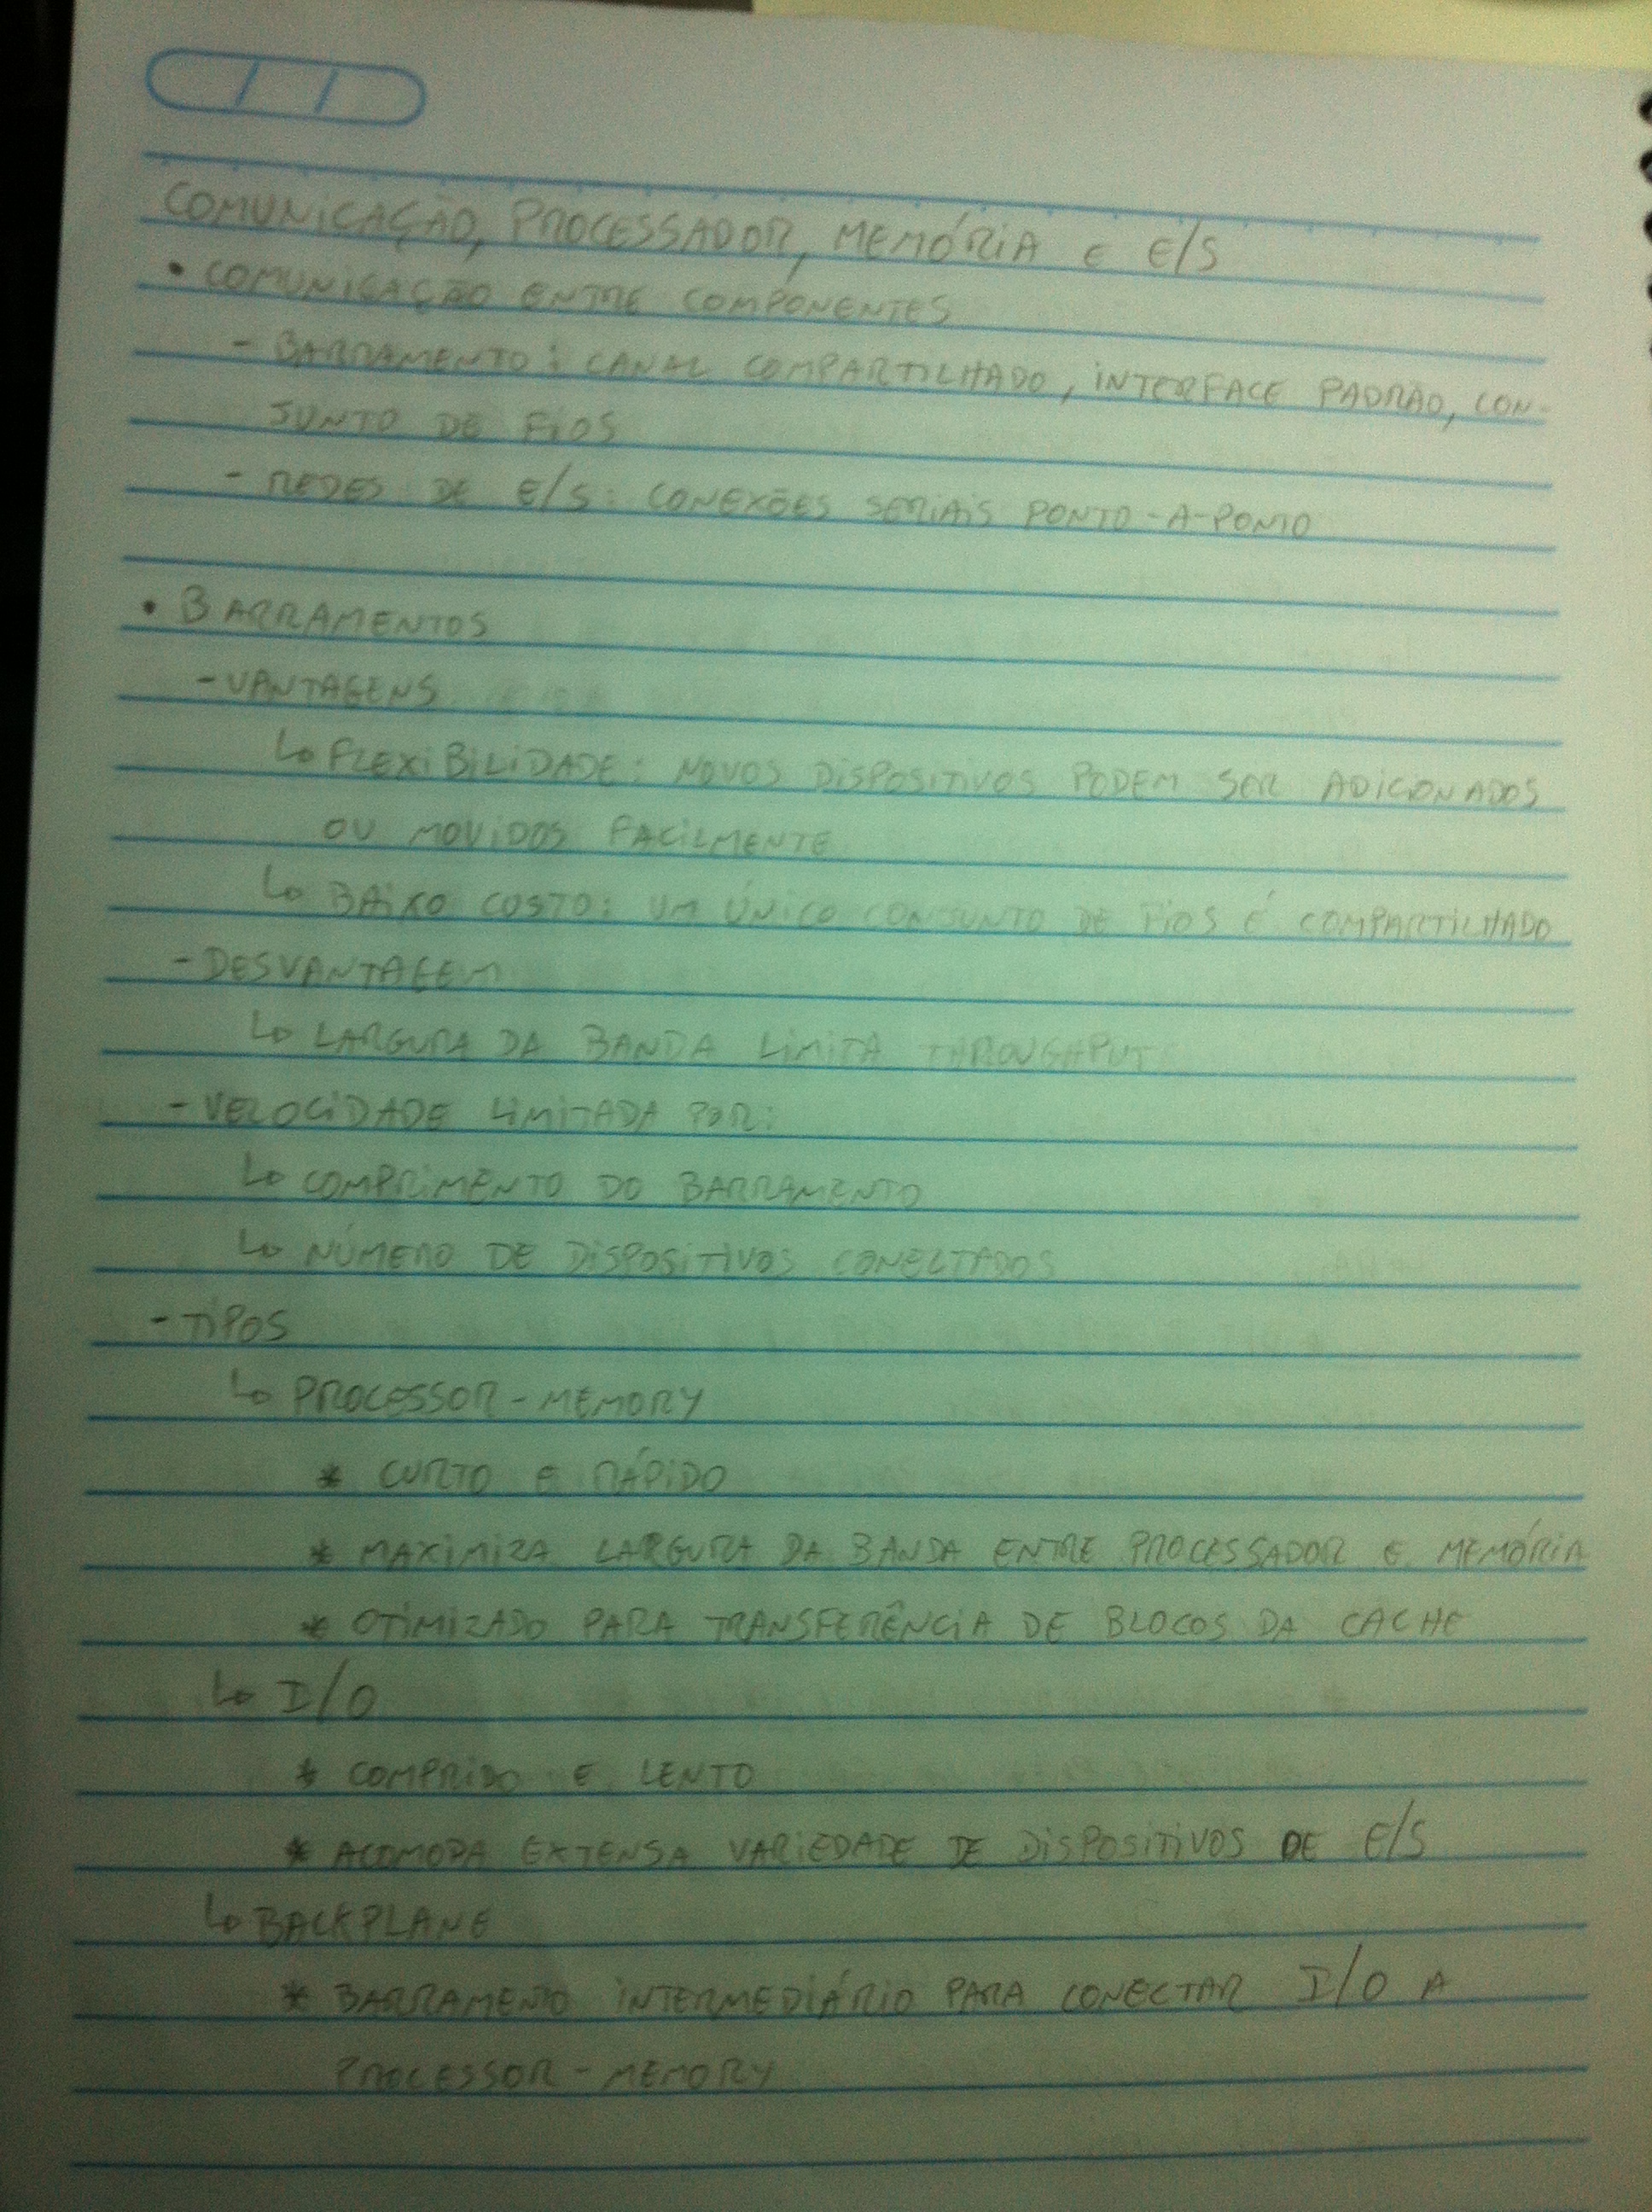 COMUNICAÇÃO, PROCESSADOR, MEMÓRIA E E/S
• COMUNICAÇÃO ENTRE COMPONENTES
- BARRAMENTO: CANAL COMPARTILHADO, INTERFACE PADRÃO, CON-
JUNTO DE FIOS
- REDES DE E/S: CONEXÕES SERIAIS PONTO-A-PONTO
• BARRAMENTOS
- VANTAGENS
↳ FLEXIBILIDADE: NOVOS DISPOSITIVOS PODEM SER ADICIONADOS
OU MOVIDOS FACILMENTE
↳ BAIXO CUSTO: UM ÚNICO CONJUNTO DE FIOS É COMPARTILHADO
- DESVANTAGEM
↳ LARGURA DA BANDA LIMITA THROUGHPUT
- VELOCIDADE LIMITADA POR:
↳ COMPRIMENTO DO BARRAMENTO
↳ NÚMERO DE DISPOSITIVOS CONECTADOS
- TIPOS
↳ PROCESSOR-MEMORY
* CURTO E RÁPIDO
* MAXIMIZA LARGURA DA BANDA ENTRE PROCESSADOR E MEMÓRIA
* OTIMIZADO PARA TRANSFERÊNCIA DE BLOCOS DA CACHE
↳ I/O
* COMPRIDO E LENTO
* ACOMODA EXTENSA VARIEDADE DE DISPOSITIVOS DE E/S
↳ BACKPLANE
* BARRAMENTO INTERMEDIÁRIO PARA CONECTAR I/O A
PROCESSOR-MEMORY